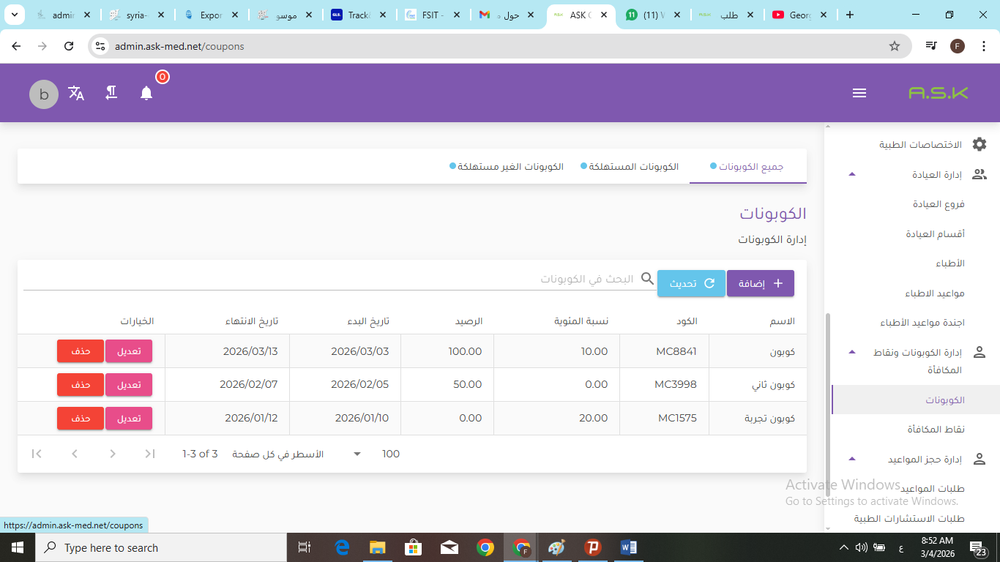 admin
syria-
Expor
موسو
GLS. Track
FSIT -
حول
ASK
11 (11)
طلب
Georg
admin.ask-med.net/coupons
F
b
0
A.S.K
الاختصاصات الطبية
إدارة العيادة
فروع العيادة
أقسام العيادة
الأطباء
مواعيد الاطباء
اجندة مواعيد الأطباء
إدارة الكوبونات ونقاط
المكافأة
الكوبونات
نقاط المكافأة
إدارة حجز المواعيد
طلبات المواعيد
طلبات الاستشارات الطبية
جميع الكوبونات
الكوبونات المستهلكة
الكوبونات الغير مستهلكة
الكوبونات
إدارة الكوبونات
إضافة
تحديث
البحث في الكوبونات
الاسم الكود نسبة المئوية الرصيد تاريخ البدء تاريخ الانتهاء الخيارات
كوبون MC8841 10.00 100.00 2026/03/03 2026/03/13 تعديل حذف
كوبون ثاني MC3998 0.00 50.00 2026/02/05 2026/02/07 تعديل حذف
كوبون تجربة MC1575 20.00 0.00 2026/01/10 2026/01/12 تعديل حذف
100 الأسطر في كل صفحة 1-3 of 3
Activate Windows
Go to Settings to activate Windows.
https://admin.ask-med.net/coupons
Type here to search
ع
8:52 AM
3/4/2026
23